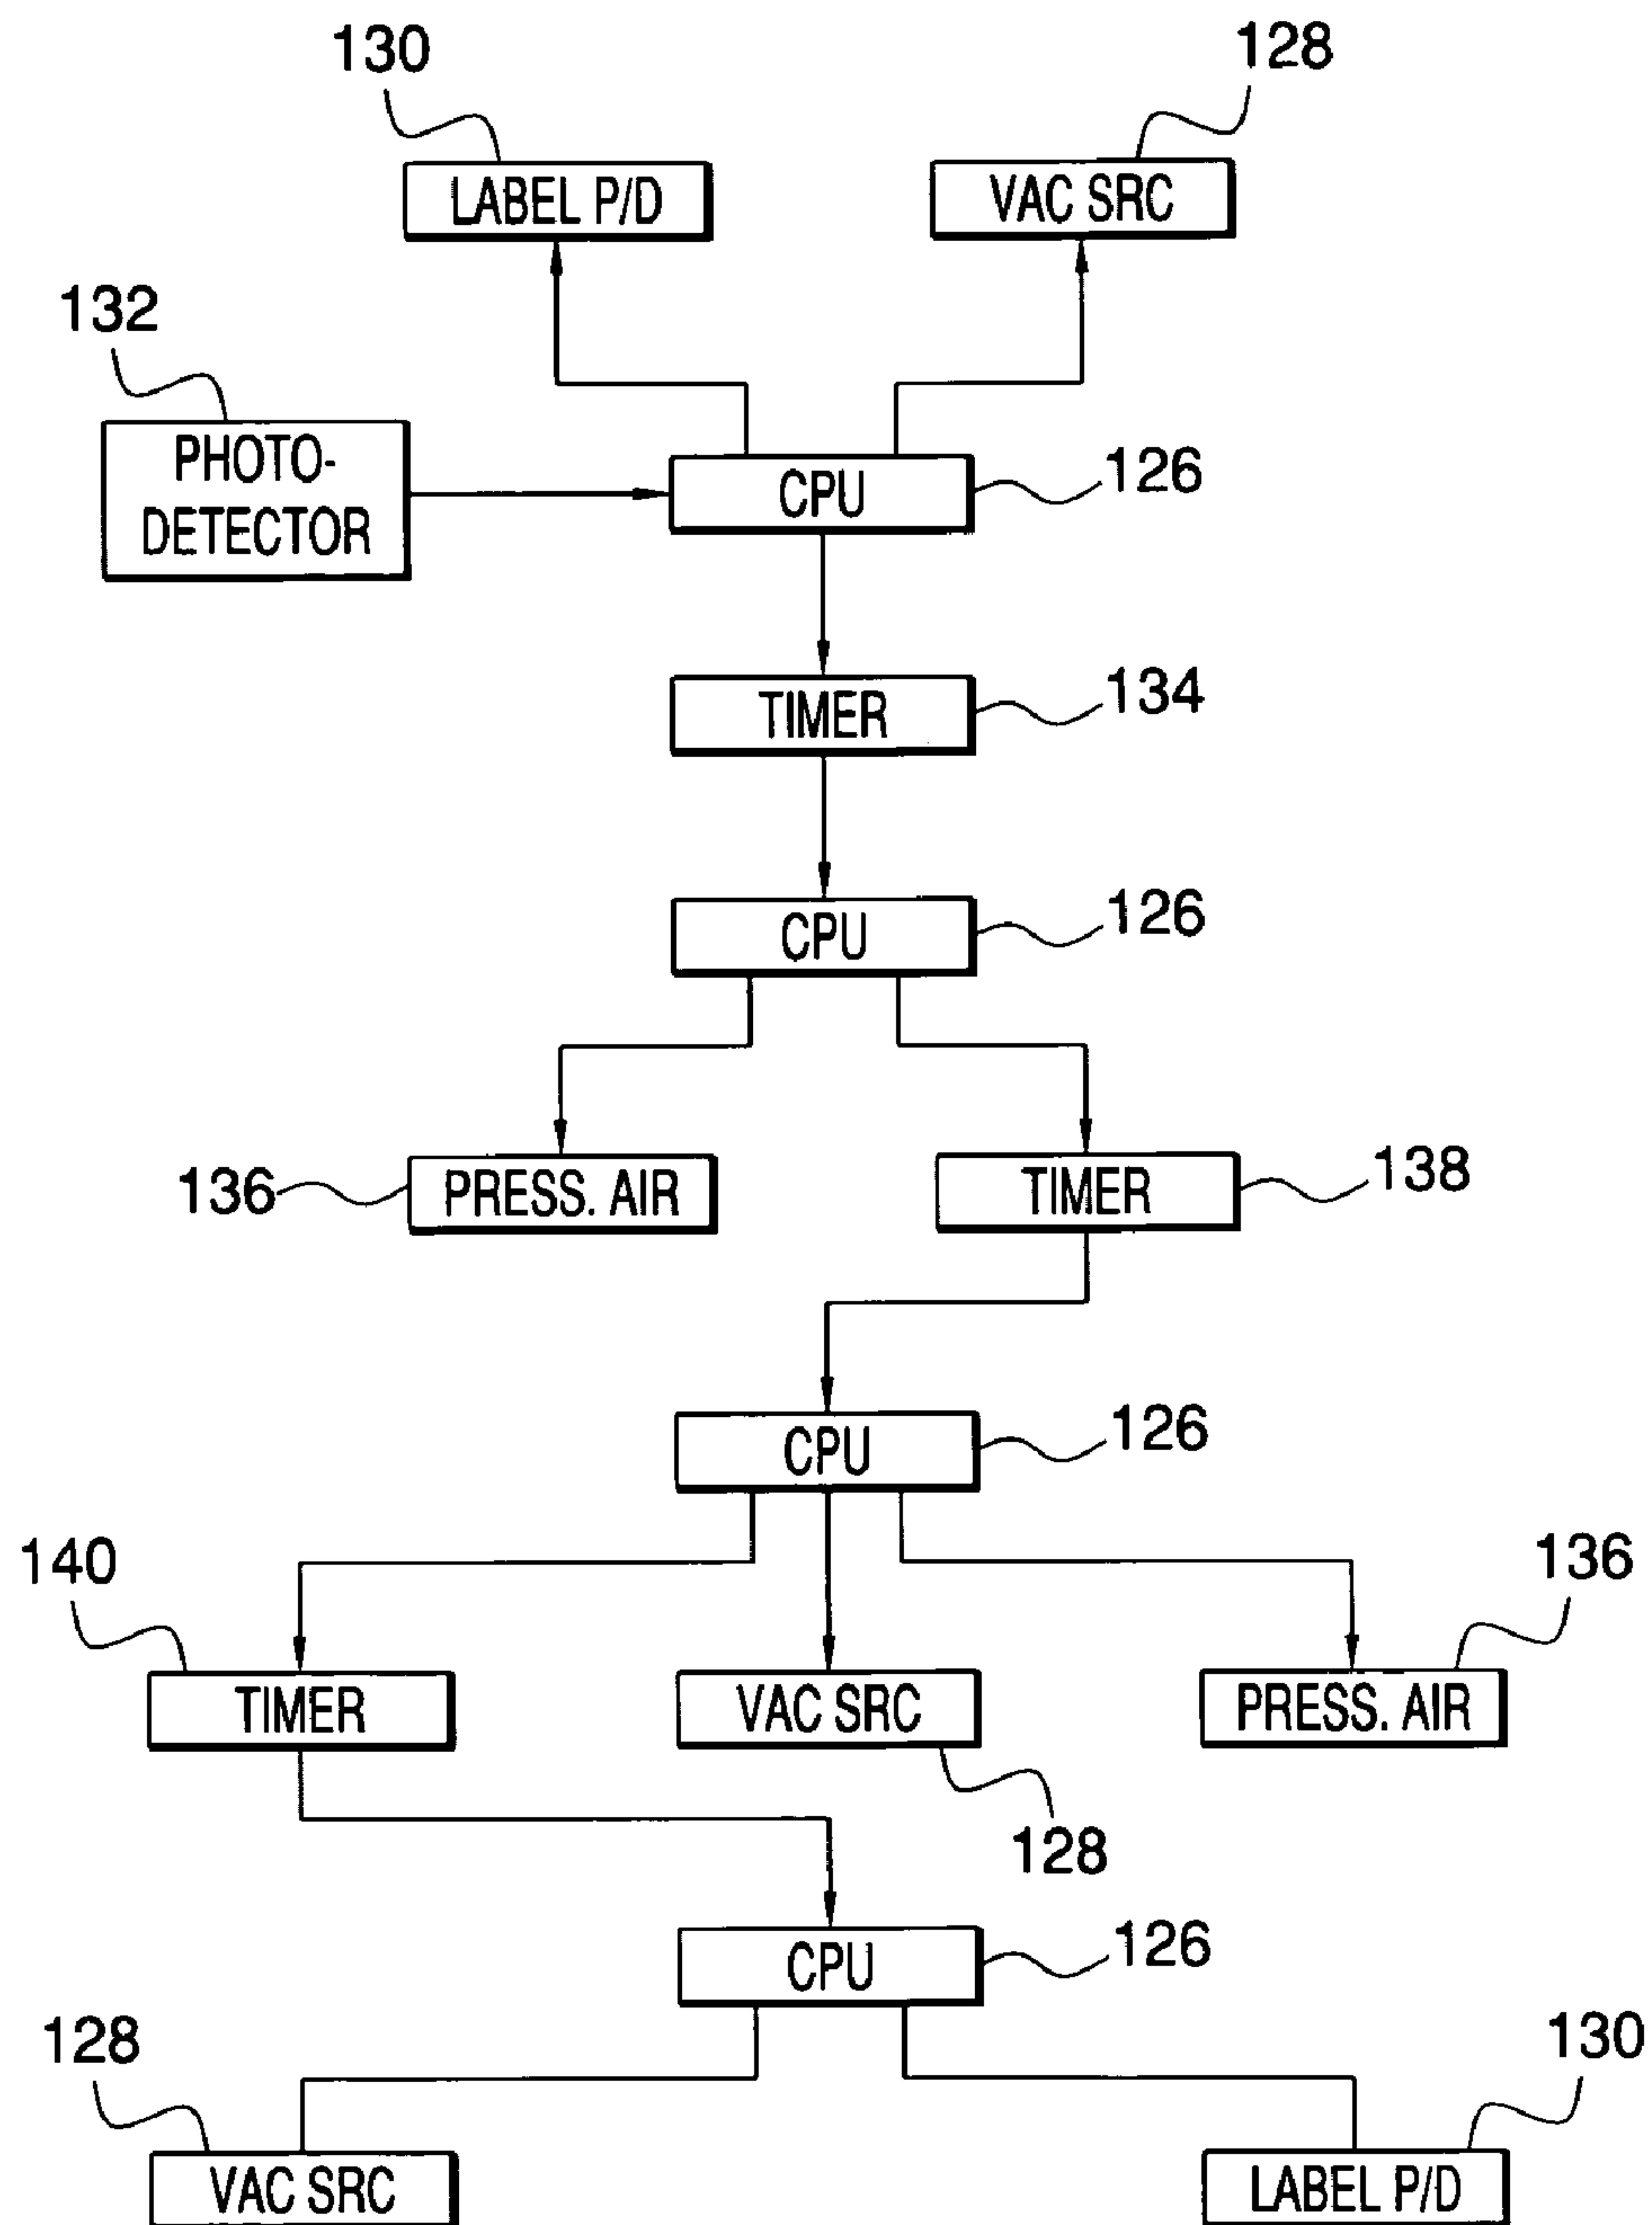 130
128
LABEL P/D
VAC SRC
132
PHOTO-
DETECTOR
CPU
126
TIMER
134
CPU
126
136
PRESS. AIR
TIMER
138
CPU
126
140
136
TIMER
VAC SRC
PRESS. AIR
128
CPU
126
128
130
VAC SRC
LABEL P/D